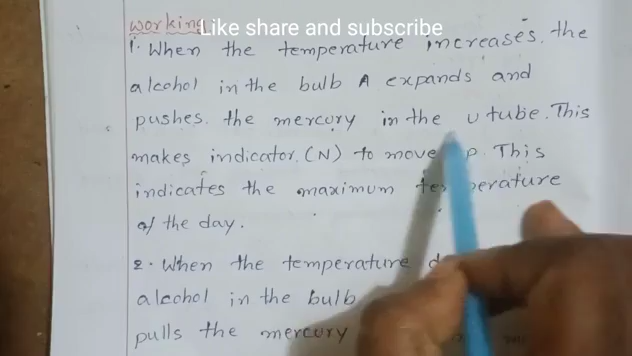 Working
Like share and subscribe
1. When the temperature increases. the
alcohol in the bulb A expands and
pushes. the mercury in the U tube. This
makes indicator (N) to move This
indicates the maximum temperature
of the day.
2. When the temperature
alcohol in the bulb
pulls the mercury